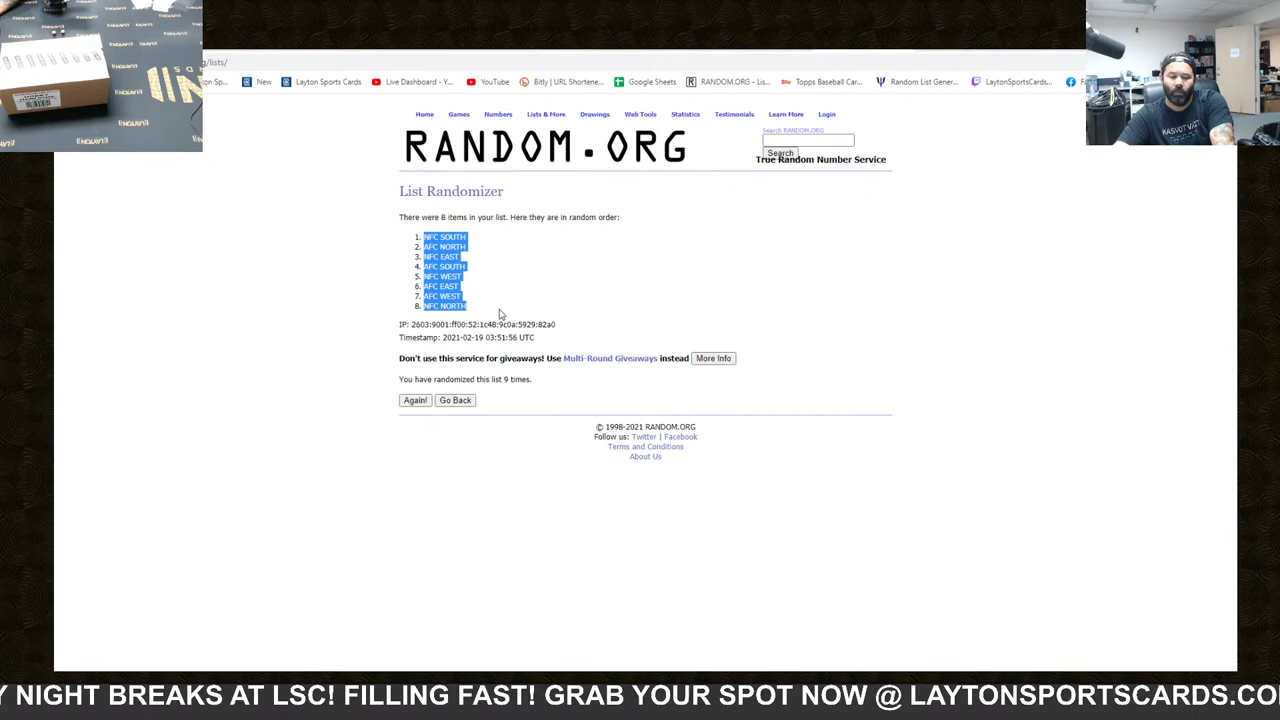 g/lists/
on Sp... New Layton Sports Cards Live Dashboard - Y... YouTube Bitly | URL Shortene... Google Sheets RANDOM.ORG - Lis... Topps Baseball Car... Random List Gener... LaytonSportsCards...
Home Games Numbers Lists & More Drawings Web Tools Statistics Testimonials Learn More Login
Search RANDOM.ORG
RANDOM.ORG
Search
True Random Number Service
List Randomizer
There were 8 items in your list. Here they are in random order:
1. NFC SOUTH
2. AFC NORTH
3. NFC EAST
4. AFC SOUTH
5. NFC WEST
6. AFC EAST
7. AFC WEST
8. NFC NORTH
IP: 2603:9001:ff00:52:1c48:9c0a:5929:82a0
Timestamp: 2021-02-19 03:51:56 UTC
Don't use this service for giveaways! Use Multi-Round Giveaways instead More Info
You have randomized this list 9 times.
Again! Go Back
© 1998-2021 RANDOM.ORG
Follow us: Twitter | Facebook
Terms and Conditions
About Us
Y NIGHT BREAKS AT LSC! FILLING FAST! GRAB YOUR SPOT NOW @ LAYTONSPORTSCARDS.CO